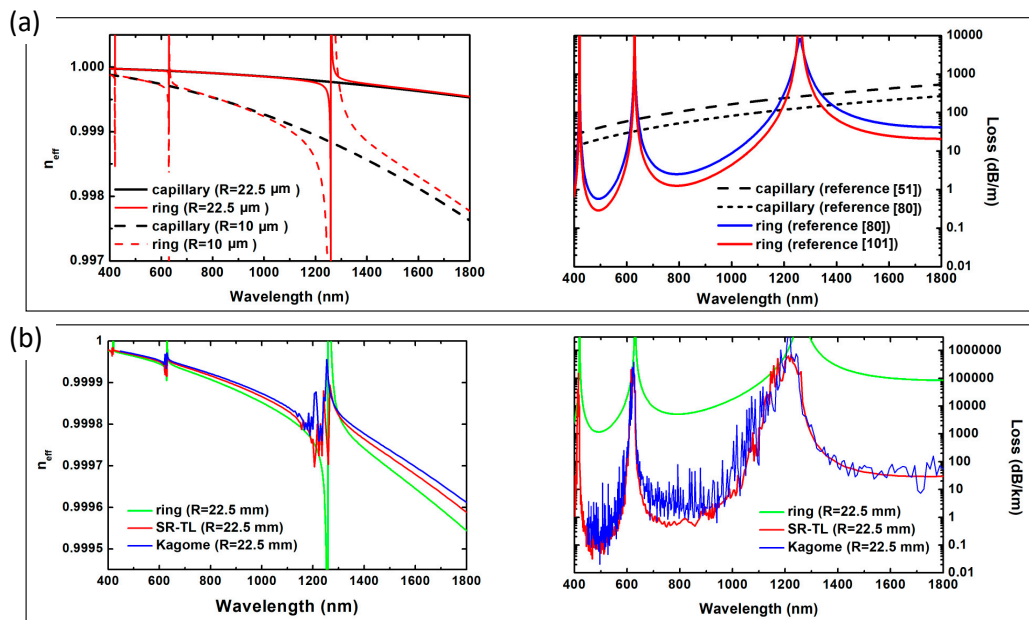 (a)
1.000
0.999
0.998
0.997
n_eff
400 600 800 1000 1200 1400 1600 1800
Wavelength (nm)
capillary (R=22.5 µm )
ring (R=22.5 µm )
capillary (R=10 µm )
ring (R=10 µm )
10000
1000
100
10
1
0.1
0.01
Loss (dB/m)
400 600 800 1000 1200 1400 1600 1800
Wavelength (nm)
capillary (reference [51])
capillary (reference [80])
ring (reference [80])
ring (reference [101])
(b)
1
0.9999
0.9998
0.9997
0.9996
0.9995
n_eff
400 600 800 1000 1200 1400 1600 1800
Wavelength (nm)
ring (R=22.5 mm)
SR-TL (R=22.5 mm)
Kagome (R=22.5 mm)
1000000
100000
10000
1000
100
10
1
0.1
0.01
Loss (dB/km)
400 600 800 1000 1200 1400 1600 1800
Wavelength (nm)
ring (R=22.5 mm)
SR-TL (R=22.5 mm)
Kagome (R=22.5 mm)